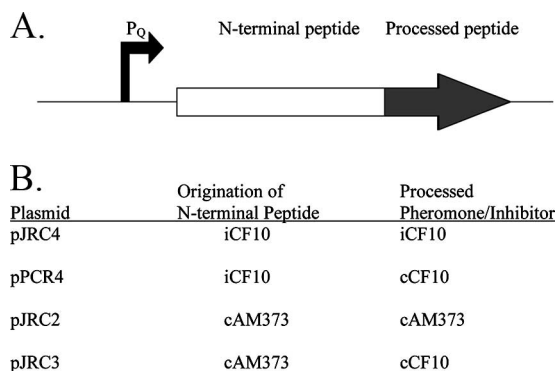 A.
P_Q N-terminal peptide Processed peptide
B.
Origination of Processed
Plasmid N-terminal Peptide Pheromone/Inhibitor
pJRC4 iCF10 iCF10
pPCR4 iCF10 cCF10
pJRC2 cAM373 cAM373
pJRC3 cAM373 cCF10